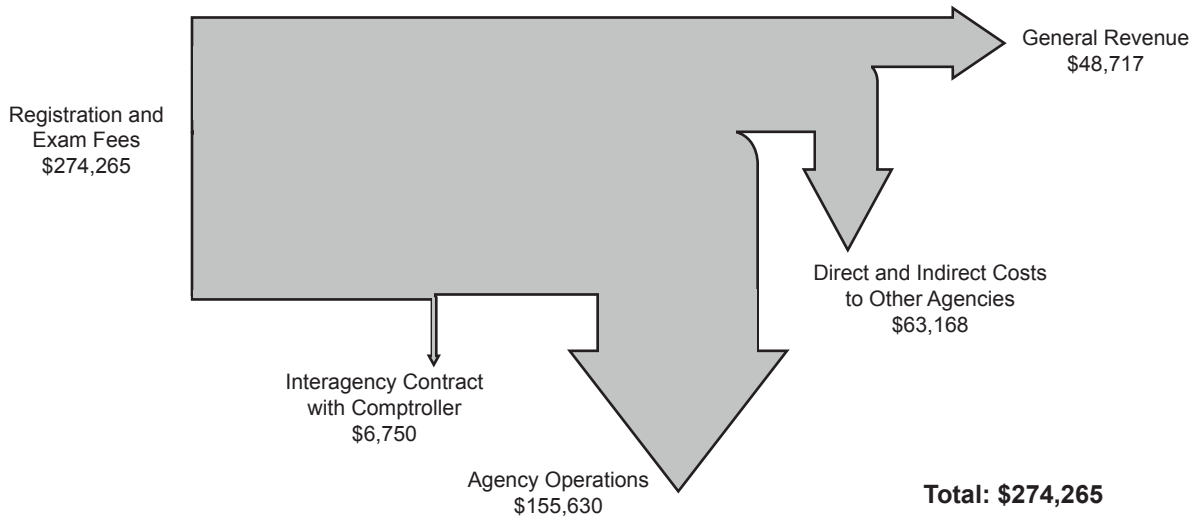 General Revenue
$48,717
Registration and
Exam Fees
$274,265
Direct and Indirect Costs
to Other Agencies
$63,168
Interagency Contract
with Comptroller
$6,750
Agency Operations
$155,630
Total: $274,265